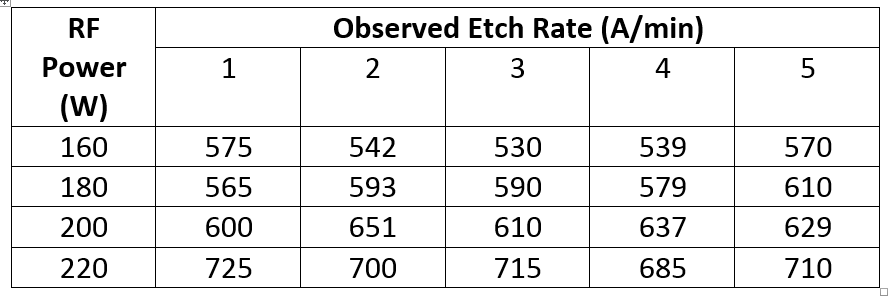 RF Power (W) Observed Etch Rate (A/min)
1 2 3 4 5
160 575 542 530 539 570
180 565 593 590 579 610
200 600 651 610 637 629
220 725 700 715 685 710